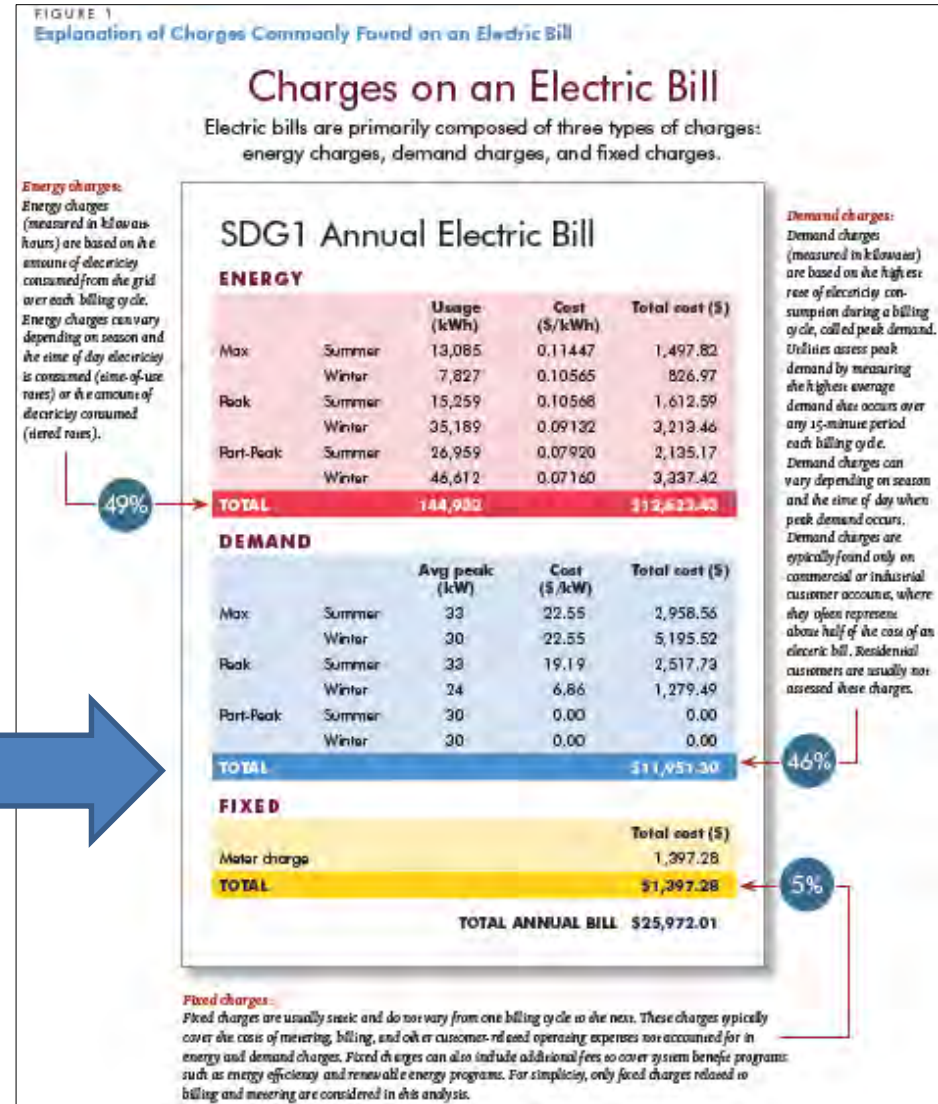 FIGURE 1
Explanation of Charges Commonly Found on an Electric Bill
Charges on an Electric Bill
Electric bills are primarily composed of three types of charges:
energy charges, demand charges, and fixed charges.
Energy charges:
Energy charges
(measured in kilowatt-
hours) are based on the
amount of electricity
consumed from the grid
over each billing cycle.
Energy charges can vary
depending on season and
the time of day electricity
is consumed (time-of-use
rates) or the amount of
electricity consumed
(tiered rates).
49%
SDG1 Annual Electric Bill
ENERGY
Usage (kWh) Cost ($/kWh) Total cost ($)
Max Summer 13,085 0.11447 1,497.82
Winter 7,827 0.10565 826.97
Peak Summer 15,259 0.10568 1,612.59
Winter 35,189 0.09132 3,213.46
Part-Peak Summer 26,959 0.07920 2,135.17
Winter 46,612 0.07160 3,337.42
TOTAL
DEMAND
Avg peak (kW) Cost ($/kW) Total cost ($)
Max Summer 33 22.55 2,958.56
Winter 30 22.55 5,195.52
Peak Summer 33 19.19 2,517.73
Winter 24 6.86 1,279.49
Part-Peak Summer 30 0.00 0.00
Winter 30 0.00 0.00
TOTAL $11,951.30
FIXED
Total cost ($)
Meter charge 1,397.28
TOTAL $1,397.28
TOTAL ANNUAL BILL $25,972.01
Demand charges:
Demand charges
(measured in kilowatts)
are based on the highest
rate of electricity con-
sumption during a billing
cycle, called peak demand.
Utilities assess peak
demand by measuring
the highest average
demand that occurs over
any 15-minute period
each billing cycle.
Demand charges can
vary depending on season
and the time of day when
peak demand occurs.
Demand charges are
typically found only on
commercial or industrial
customer accounts, where
they often represent
about half of the cost of an
electric bill. Residential
customers are usually not
assessed these charges.
46%
5%
Fixed charges:
Fixed charges are usually static and do not vary from one billing cycle to the next. These charges typically
cover the costs of metering, billing, and other customer-related operating expenses not accounted for in
energy and demand charges. Fixed charges can also include additional fees to cover system benefit programs
such as energy efficiency and renewable energy programs. For simplicity, only fixed charges related to
billing and metering are considered in this analysis.